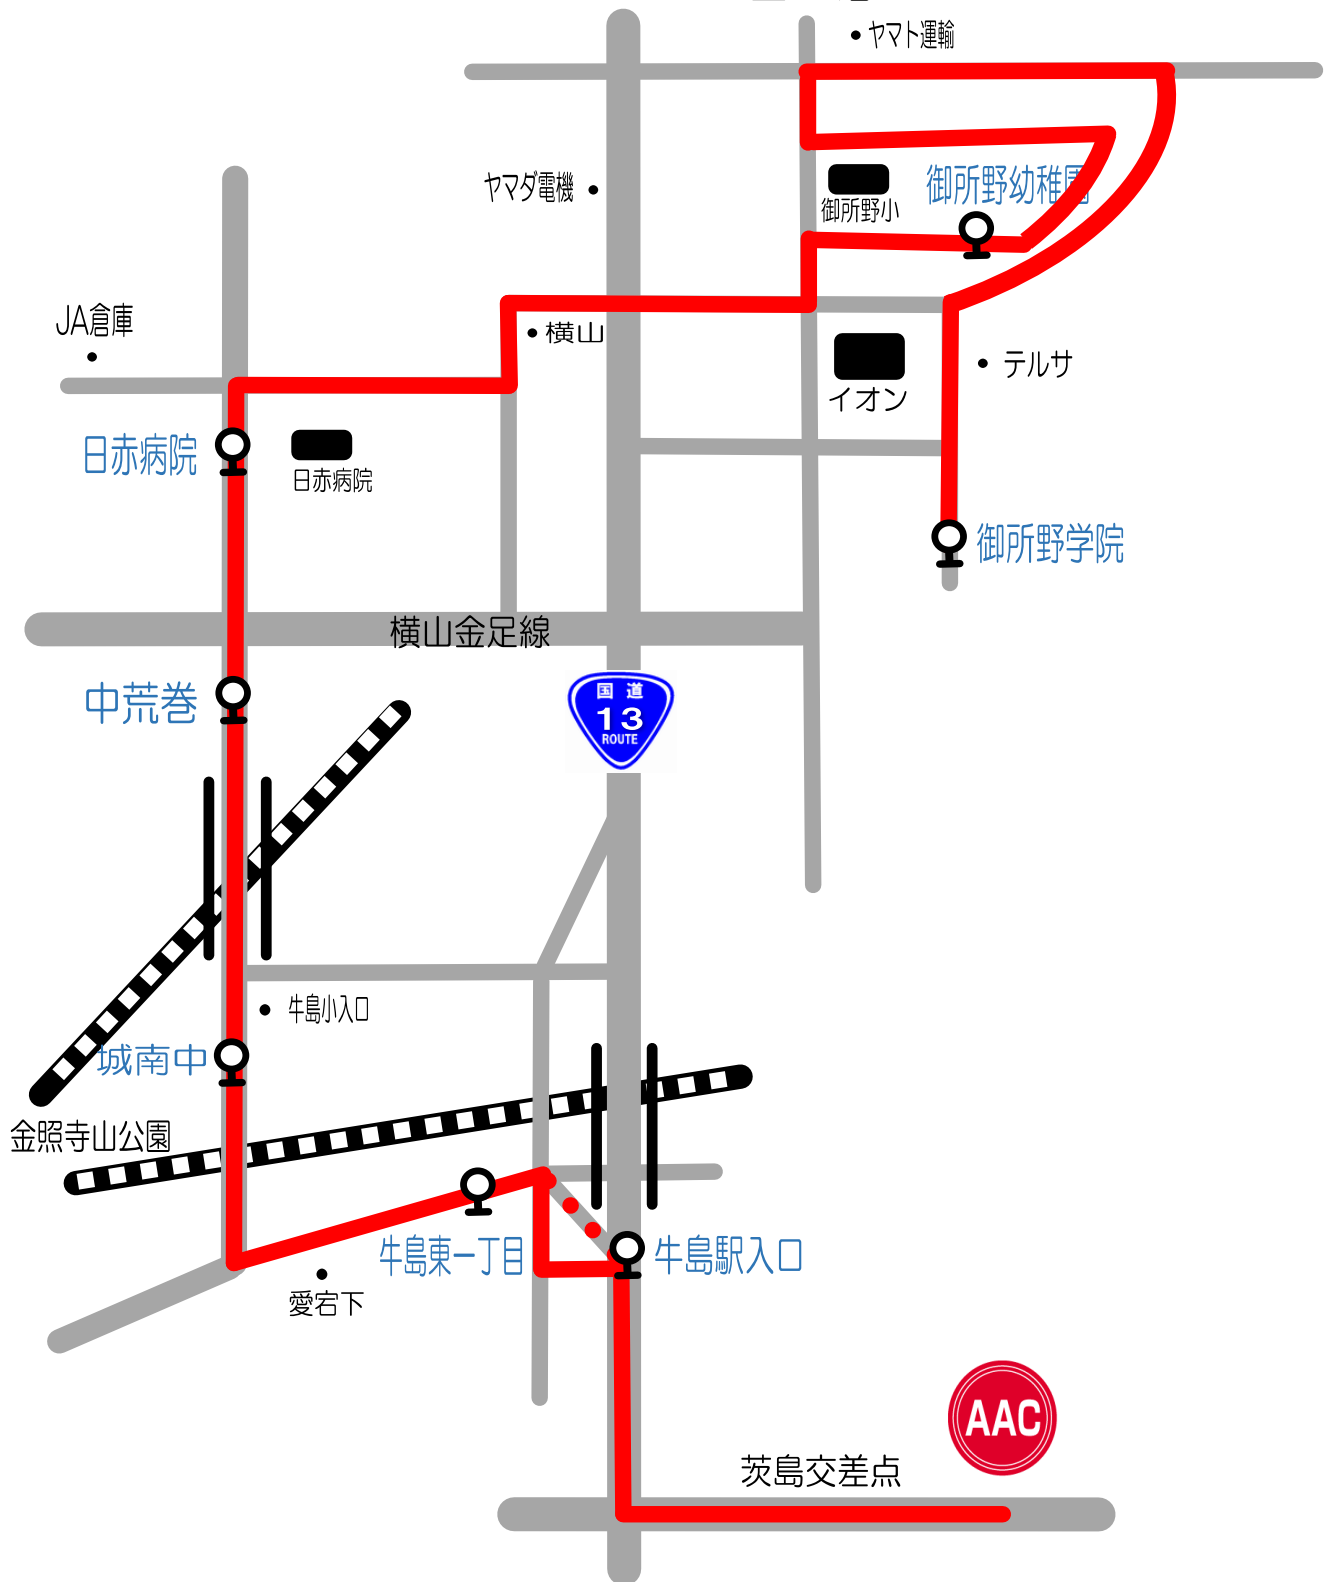 ヤマト運輸
ヤマダ電機
御所野小
御所野幼稚園
JA倉庫
横山
イオン
テルサ
日赤病院
日赤病院
御所野学院
横山金足線
中荒巻
国道
13
ROUTE
牛島小入口
城南中
金照寺山公園
牛島東一丁目
牛島駅入口
愛宕下
AAC
茨島交差点